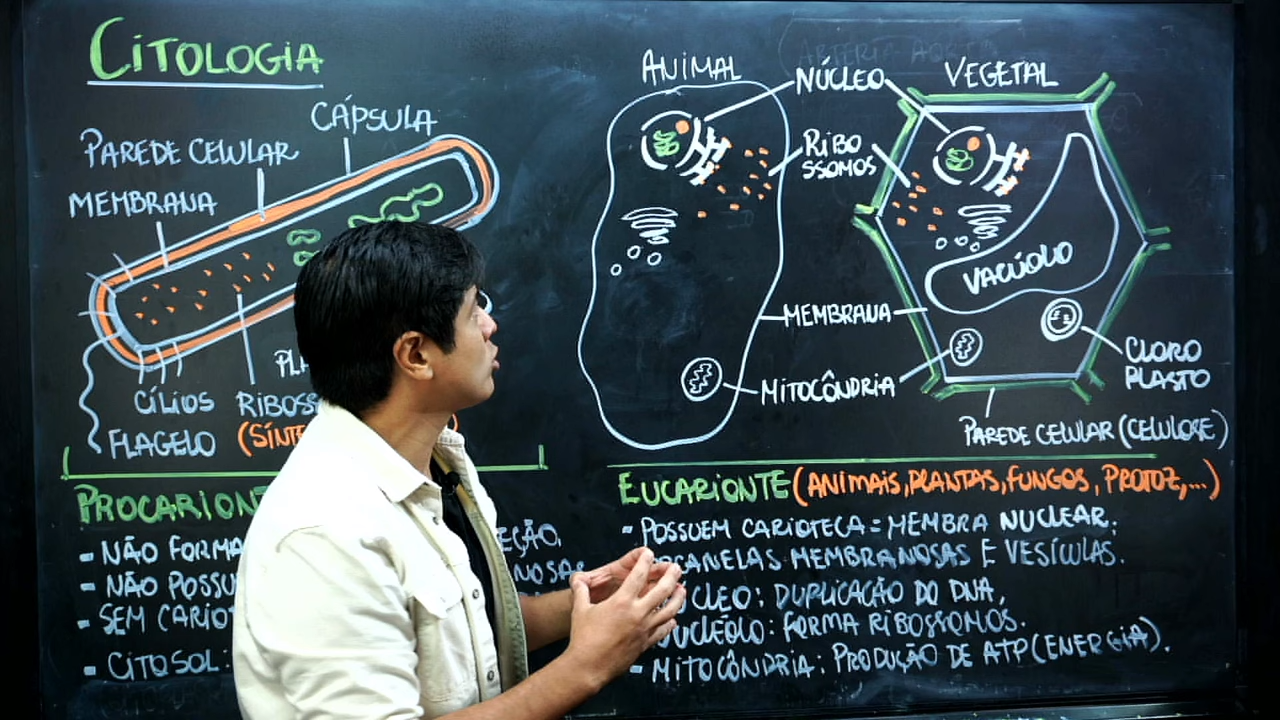 CITOLOGIA
CÁPSULA
PAREDE CELULAR
MEMBRANA
CÍLIOS
FLAGELO
ANIMAL
NÚCLEO
VEGETAL
RIBO
SSOMOS
VACÚOLO
MEMBRANA
MITOCÔNDRIA
CLORO
PLASTO
PAREDE CELULAR (CELULOSE)
- NÃO
- NÃO
- SEM
- CITOSOL:
EUCARIONTE (ANIMAIS, PLANTAS, FUNGOS, PROTOZ,...)
- POSSUEM CARIOTECA = MEMBRA NUCLEAR.
MEMBRANOSAS E VESÍCULAS.
DUPLICAÇÃO DO DNA,
FORMA RIBOSSOMOS.
- MITOCÔNDRIA: PRODUÇÃO DE ATP (ENERGIA).